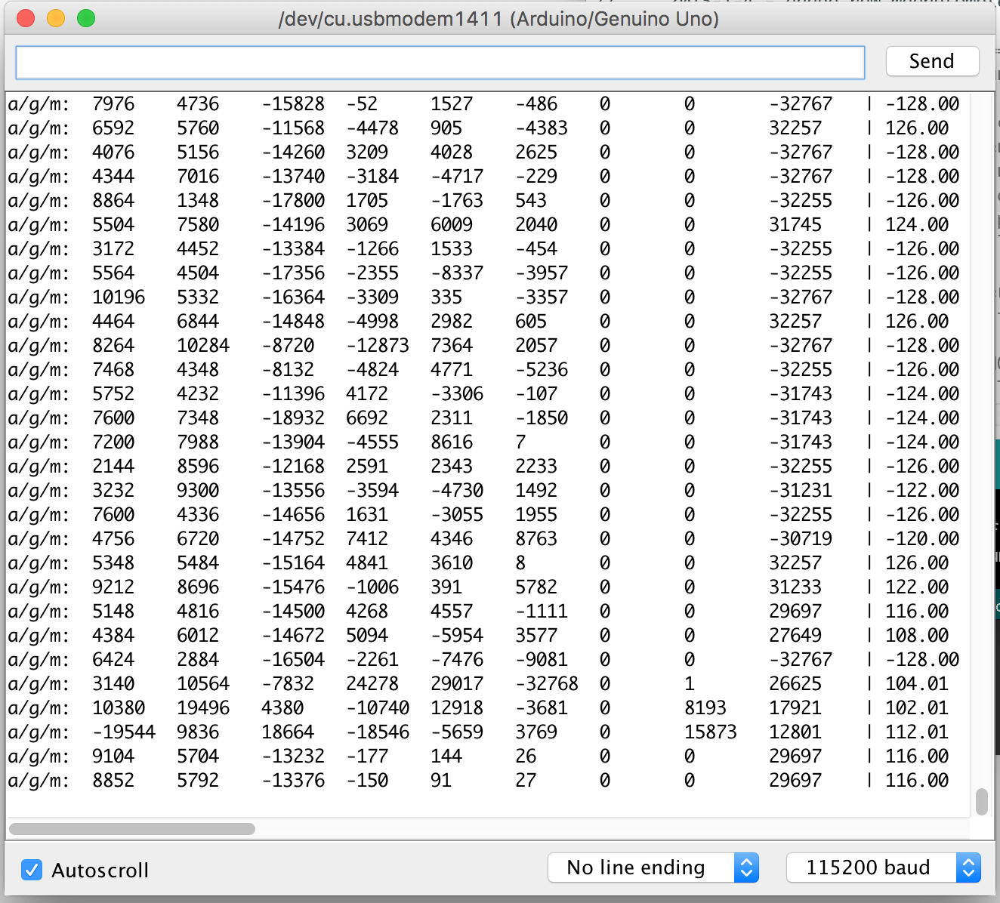 /dev/cu.usbmodem1411 (Arduino/Genuino Uno)
Send
a/g/m: 7976 4736 -15828 -52 1527 -486 0 0 -32767 | -128.00
a/g/m: 6592 5760 -11568 -4478 905 -4383 0 0 32257 | 126.00
a/g/m: 4076 5156 -14260 3209 4028 2625 0 0 -32767 | -128.00
a/g/m: 4344 7016 -13740 -3184 -4717 -229 0 0 -32767 | -128.00
a/g/m: 8864 1348 -17800 1705 -1763 543 0 0 -32255 | -126.00
a/g/m: 5504 7580 -14196 3069 6009 2040 0 0 31745 | 124.00
a/g/m: 3172 4452 -13384 -1266 1533 -454 0 0 -32255 | -126.00
a/g/m: 5564 4504 -17356 -2355 -8337 -3957 0 0 -32255 | -126.00
a/g/m: 10196 5332 -16364 -3309 335 -3357 0 0 -32767 | -128.00
a/g/m: 4464 6844 -14848 -4998 2982 605 0 0 32257 | 126.00
a/g/m: 8264 10284 -8720 -12873 7364 2057 0 0 -32767 | -128.00
a/g/m: 7468 4348 -8132 -4824 4771 -5236 0 0 -32255 | -126.00
a/g/m: 5752 4232 -11396 4172 -3306 -107 0 0 -31743 | -124.00
a/g/m: 7600 7348 -18932 6692 2311 -1850 0 0 -31743 | -124.00
a/g/m: 7200 7988 -13904 -4555 8616 7 0 0 -31743 | -124.00
a/g/m: 2144 8596 -12168 2591 2343 2233 0 0 -32255 | -126.00
a/g/m: 3232 9300 -13556 -3594 -4730 1492 0 0 -31231 | -122.00
a/g/m: 7600 4336 -14656 1631 -3055 1955 0 0 -32255 | -126.00
a/g/m: 4756 6720 -14752 7412 4346 8763 0 0 -30719 | -120.00
a/g/m: 5348 5484 -15164 4841 3610 8 0 0 32257 | 126.00
a/g/m: 9212 8696 -15476 -1006 391 5782 0 0 31233 | 122.00
a/g/m: 5148 4816 -14500 4268 4557 -1111 0 0 29697 | 116.00
a/g/m: 4384 6012 -14672 5094 -5954 3577 0 0 27649 | 108.00
a/g/m: 6424 2884 -16504 -2261 -7476 -9081 0 0 -32767 | -128.00
a/g/m: 3140 10564 -7832 24278 29017 -32768 0 1 26625 | 104.01
a/g/m: 10380 19496 4380 -10740 12918 -3681 0 8193 17921 | 102.01
a/g/m: -19544 9836 18664 -18546 -5659 3769 0 15873 12801 | 112.01
a/g/m: 9104 5704 -13232 -177 144 26 0 0 29697 | 116.00
a/g/m: 8852 5792 -13376 -150 91 27 0 0 29697 | 116.00
Autoscroll
No line ending
115200 baud